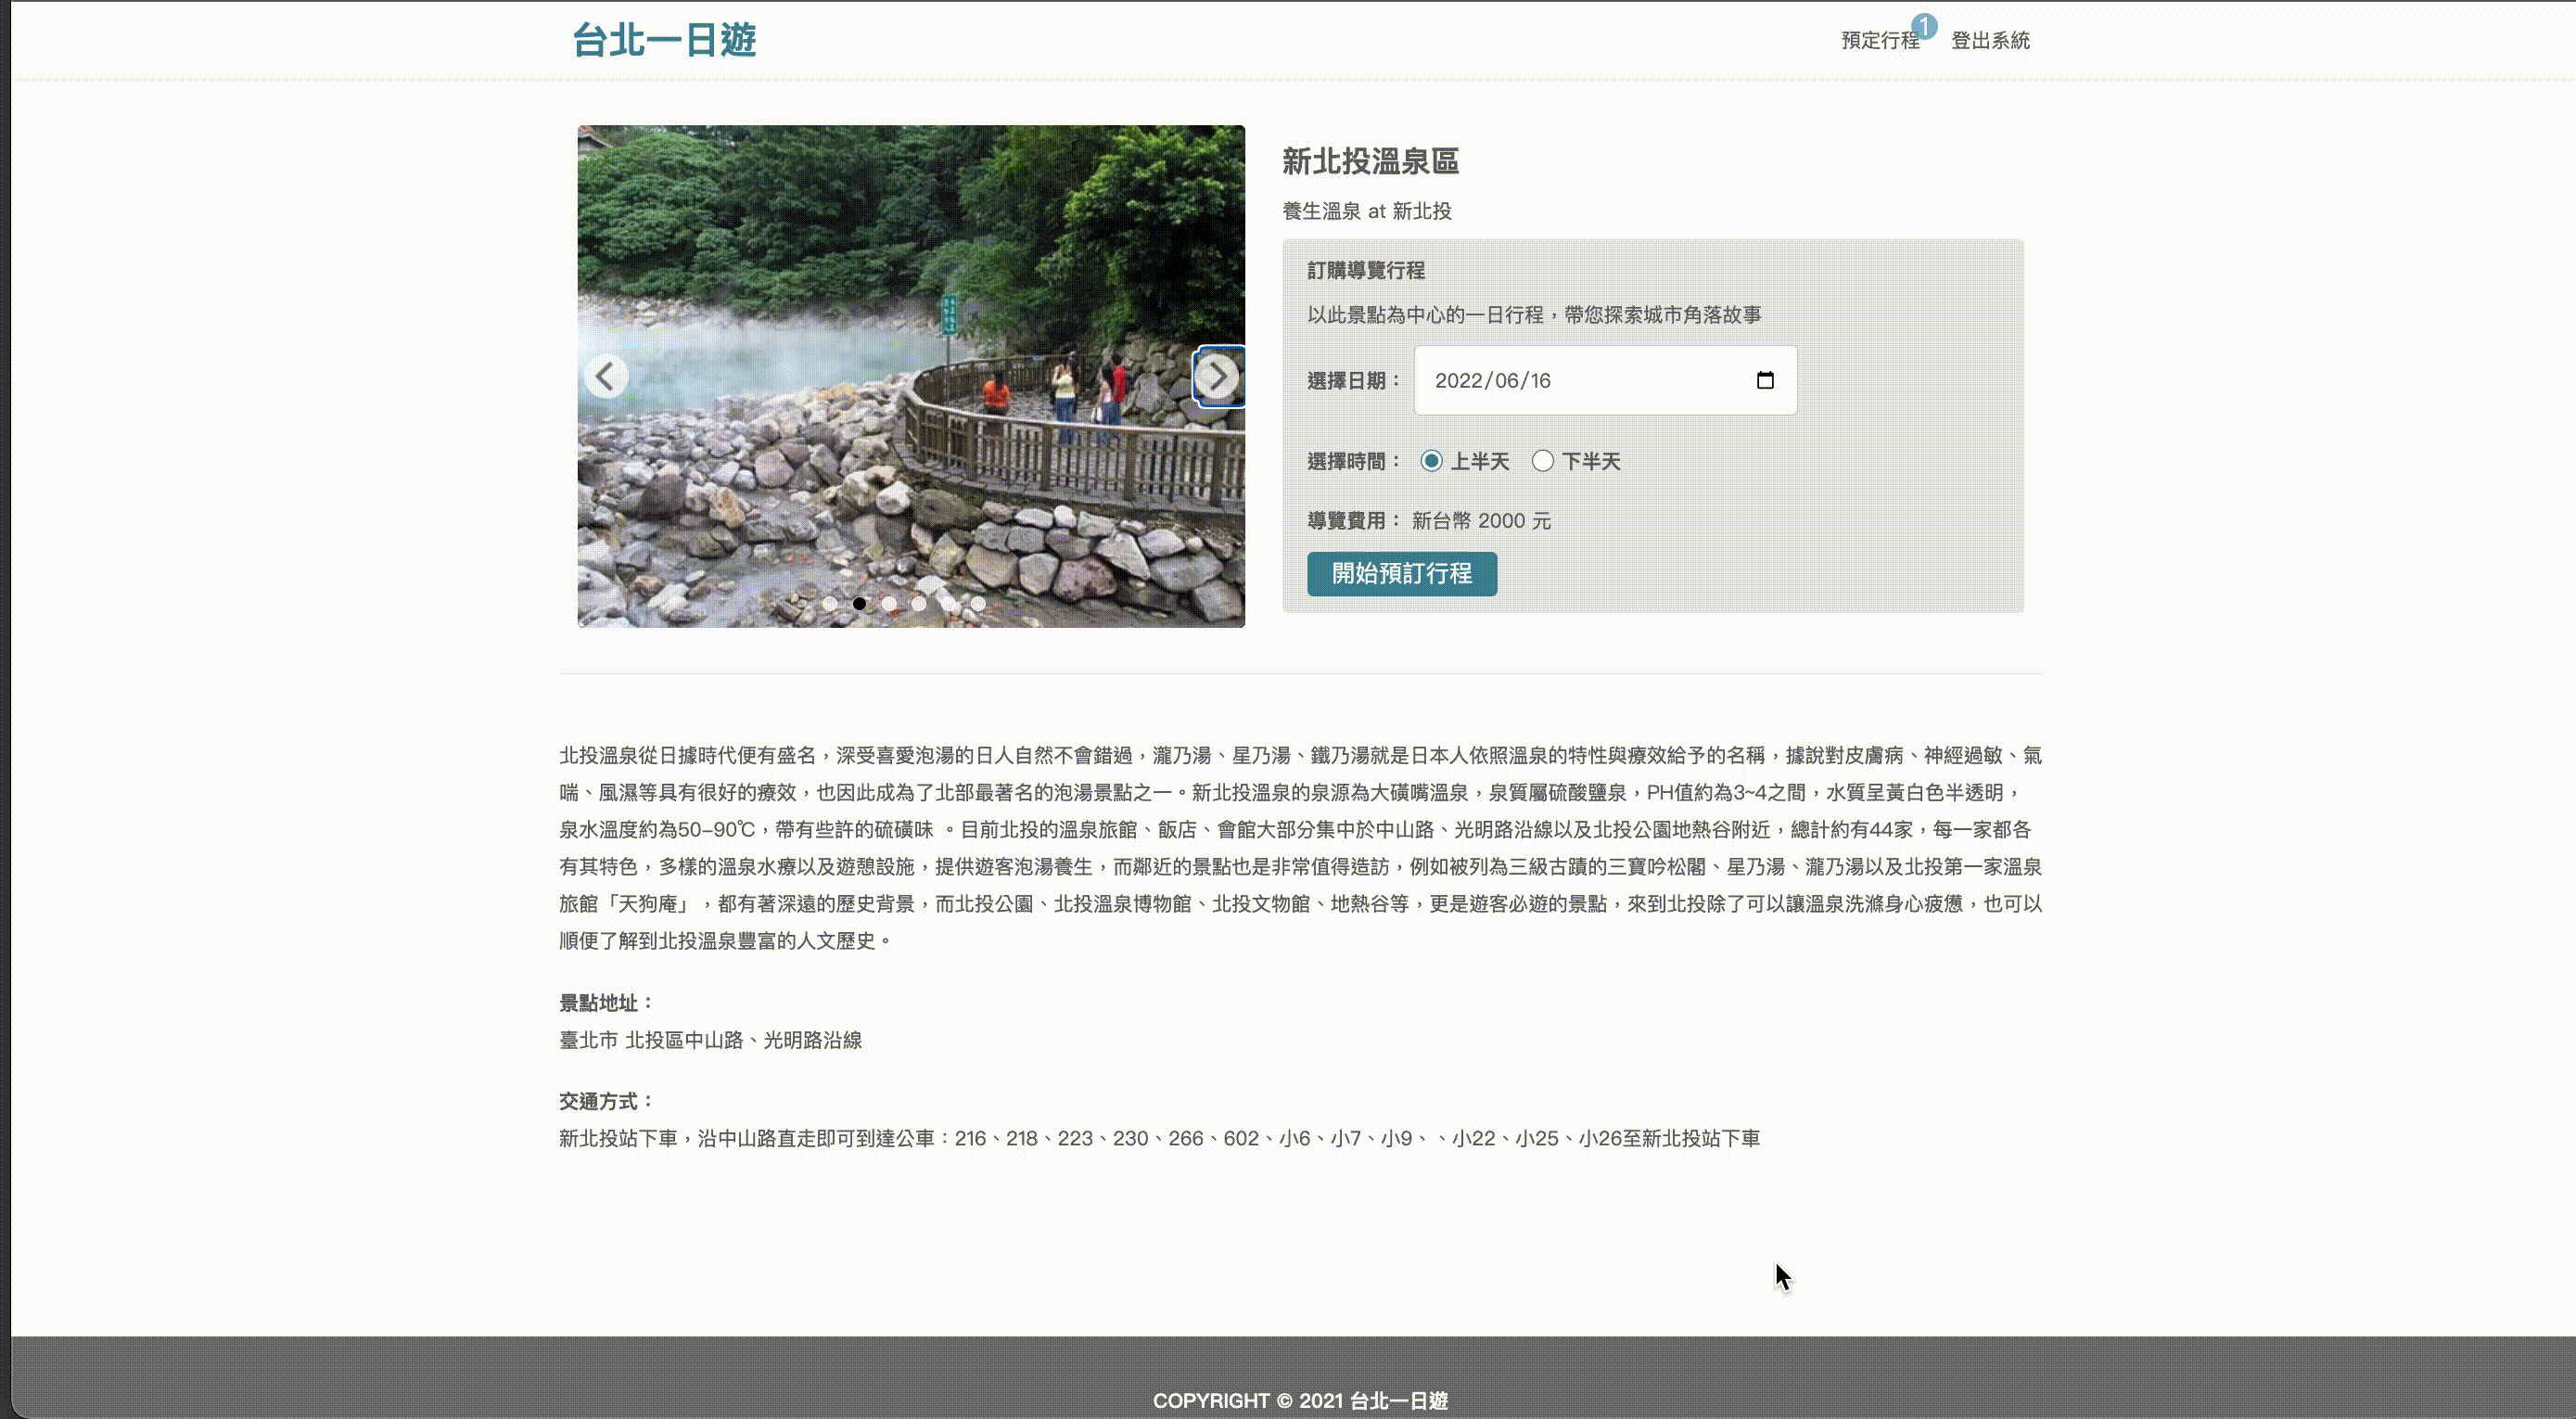 台北一日遊
預定行程 1 登出系統
新北投溫泉區
養生溫泉 at 新北投
訂購導覽行程
以此景點為中心的一日行程，帶您探索城市角落故事
選擇日期： 2022/06/16
選擇時間： 上半天 下半天
導覽費用： 新台幣 2000 元
開始預訂行程
北投溫泉從日據時代便有盛名，深受喜愛泡湯的日人自然不會錯過，瀧乃湯、星乃湯、鐵乃湯就是日本人依照溫泉的特性與療效給予的名稱，據說對皮膚病、神經過敏、氣
喘、風濕等具有很好的療效，也因此成為了北部最著名的泡湯景點之一。新北投溫泉的泉源為大磺嘴溫泉，泉質屬硫酸鹽泉，PH值約為3~4之間，水質呈黃白色半透明，
泉水溫度約為50-90℃，帶有些許的硫磺味 。目前北投的溫泉旅館、飯店、會館大部分集中於中山路、光明路沿線以及北投公園地熱谷附近，總計約有44家，每一家都各
有其特色，多樣的溫泉水療以及遊憩設施，提供遊客泡湯養生，而鄰近的景點也是非常值得造訪，例如被列為三級古蹟的三寶吟松閣、星乃湯、瀧乃湯以及北投第一家溫泉
旅館「天狗庵」，都有著深遠的歷史背景，而北投公園、北投溫泉博物館、北投文物館、地熱谷等，更是遊客必遊的景點，來到北投除了可以讓溫泉洗滌身心疲憊，也可以
順便了解到北投溫泉豐富的人文歷史。
景點地址：
臺北市 北投區中山路、光明路沿線
交通方式：
新北投站下車，沿中山路直走即可到達公車：216、218、223、230、266、602、小6、小7、小9、、小22、小25、小26至新北投站下車
COPYRIGHT © 2021 台北一日遊